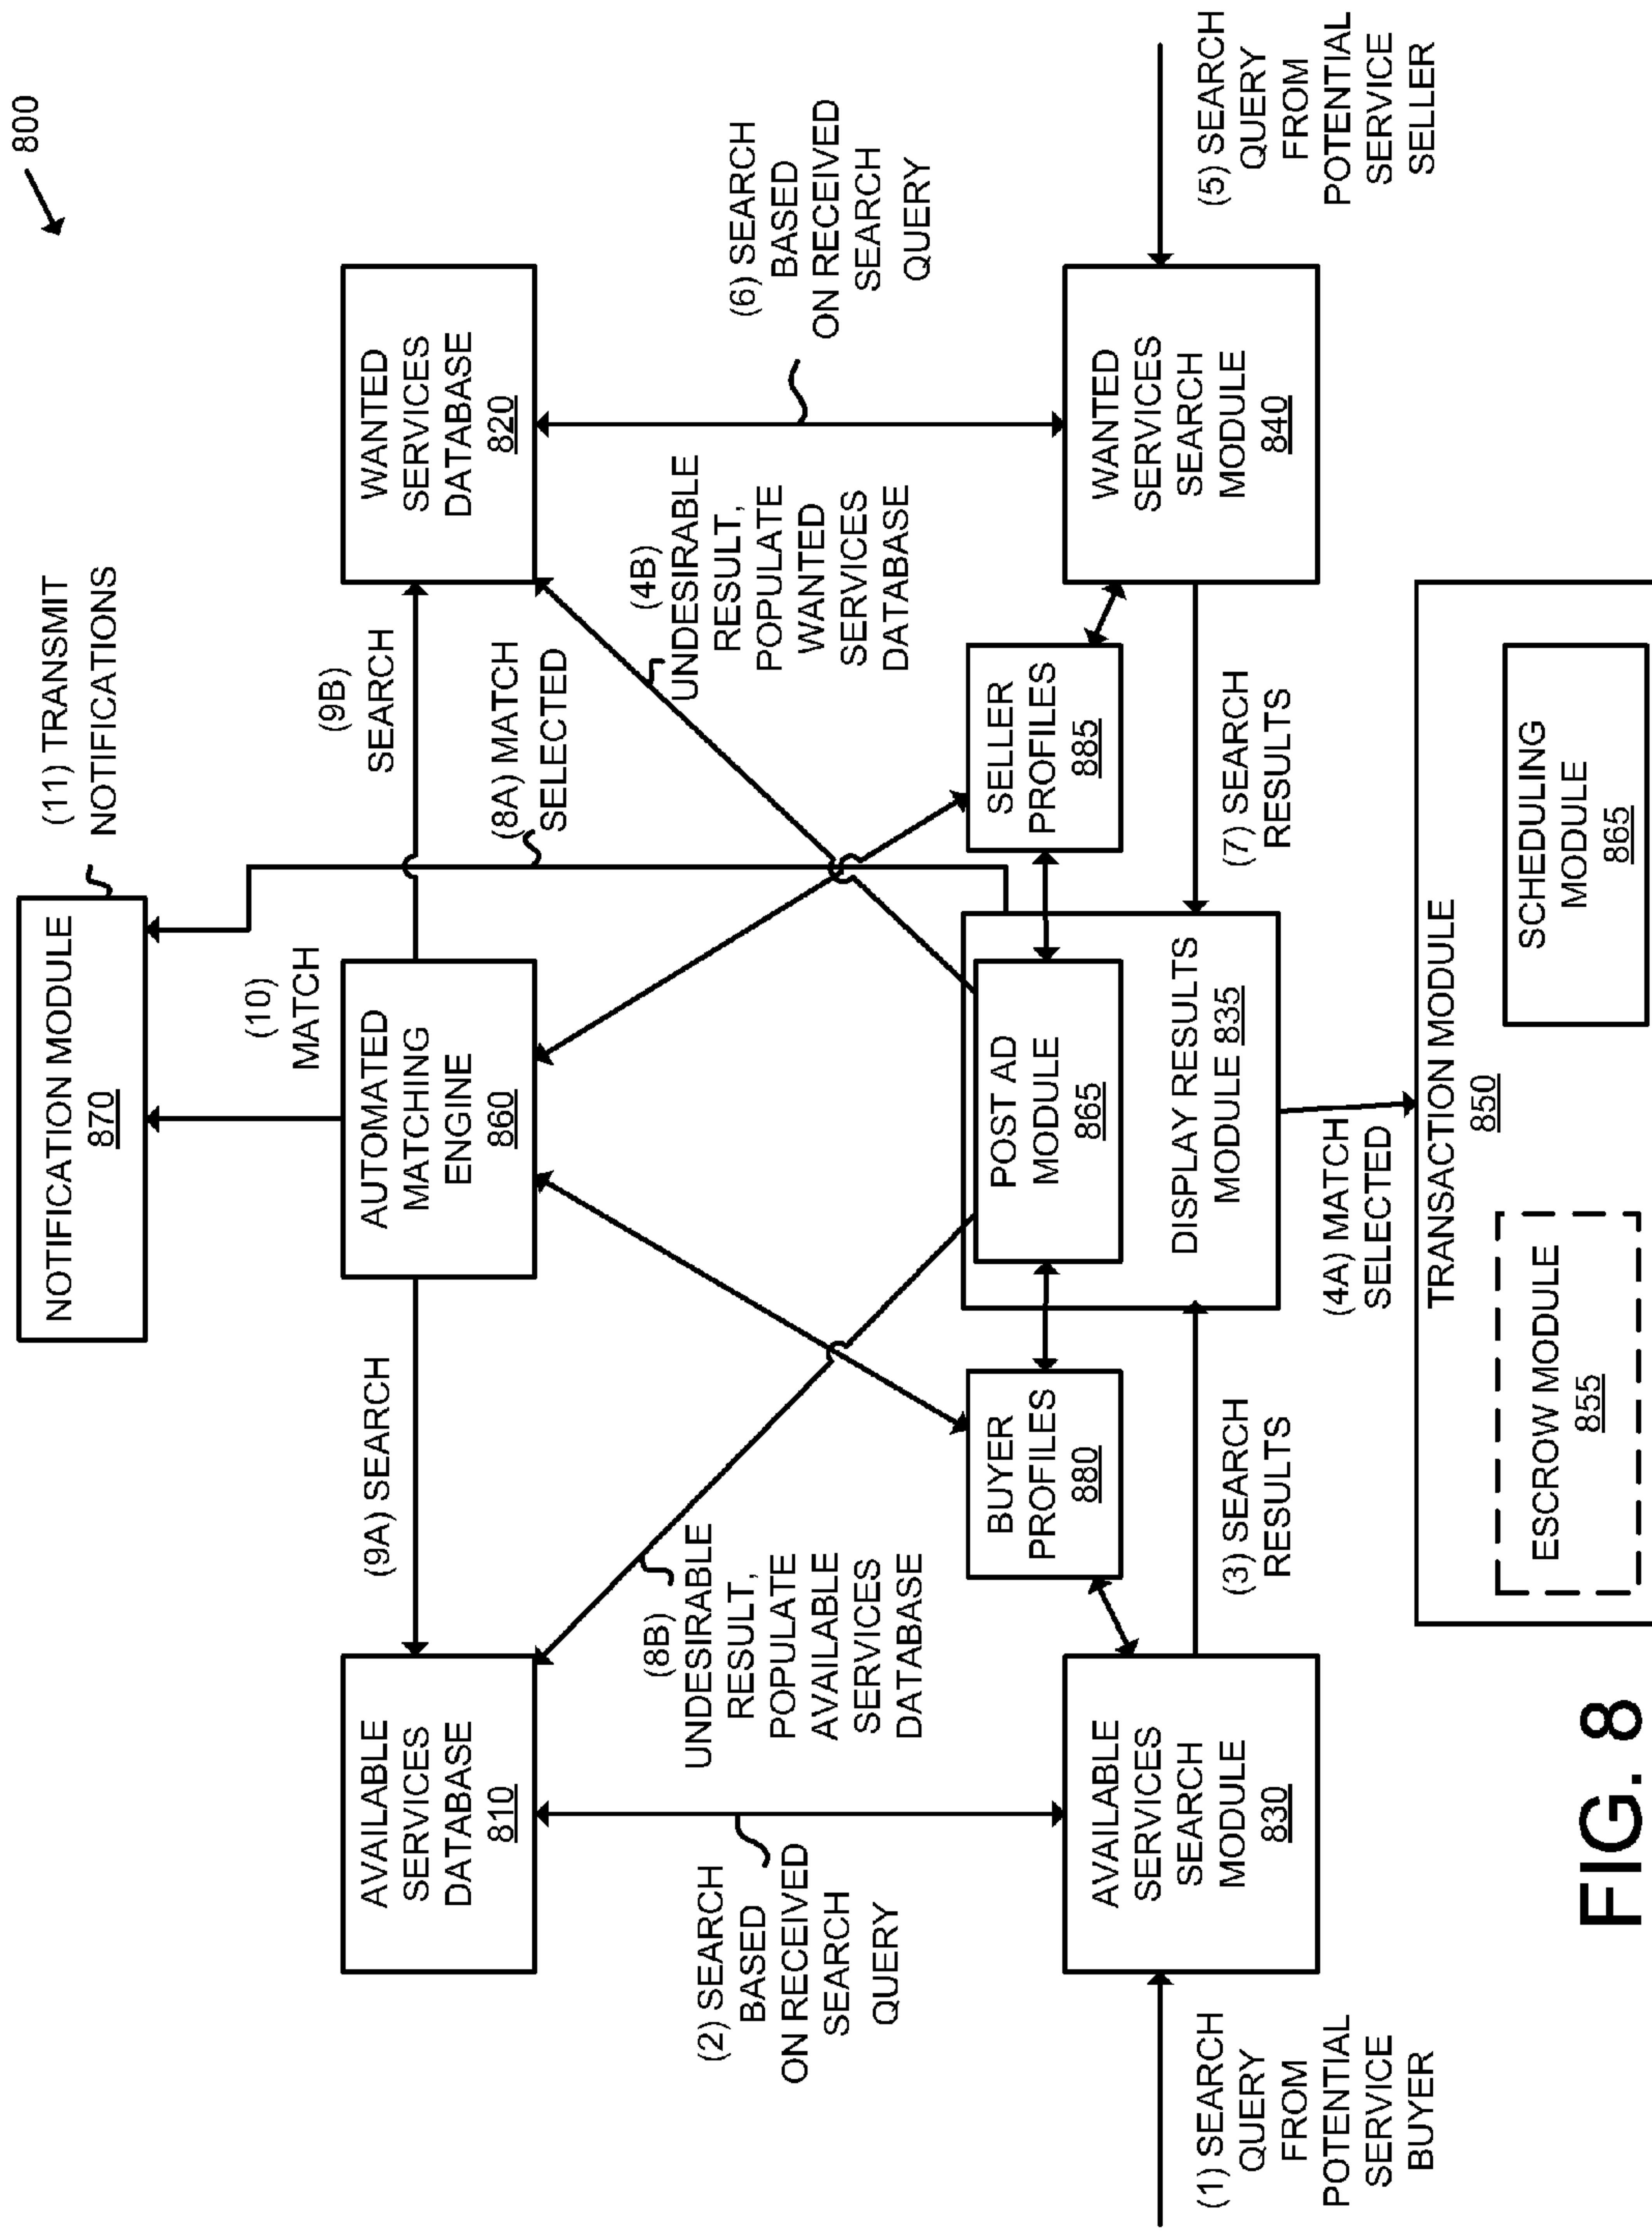 800
(11) TRANSMIT
NOTIFICATIONS
NOTIFICATION MODULE
870
(10)
MATCH
(9A) SEARCH
(9B)
SEARCH
AVAILABLE
SERVICES
DATABASE
810
AUTOMATED
MATCHING
ENGINE
860
WANTED
SERVICES
DATABASE
820
(8A) MATCH
SELECTED
(2) SEARCH
BASED
ON RECEIVED
SEARCH
QUERY
(8B)
UNDESIRABLE
RESULT,
POPULATE
AVAILABLE
SERVICES
DATABASE
(4B)
UNDESIRABLE
RESULT,
POPULATE
WANTED
SERVICES
DATABASE
(6) SEARCH
BASED
ON RECEIVED
SEARCH
QUERY
BUYER
PROFILES
880
POST AD
MODULE
865
SELLER
PROFILES
885
DISPLAY RESULTS
MODULE 835
AVAILABLE
SERVICES
SEARCH
MODULE
830
WANTED
SERVICES
SEARCH
MODULE
840
(1) SEARCH
QUERY
FROM
POTENTIAL
SERVICE
BUYER
(3) SEARCH
RESULTS
(7) SEARCH
RESULTS
(5) SEARCH
QUERY
FROM
POTENTIAL
SERVICE
SELLER
(4A) MATCH
SELECTED
TRANSACTION MODULE
850
ESCROW MODULE
855
SCHEDULING
MODULE
865
FIG. 8